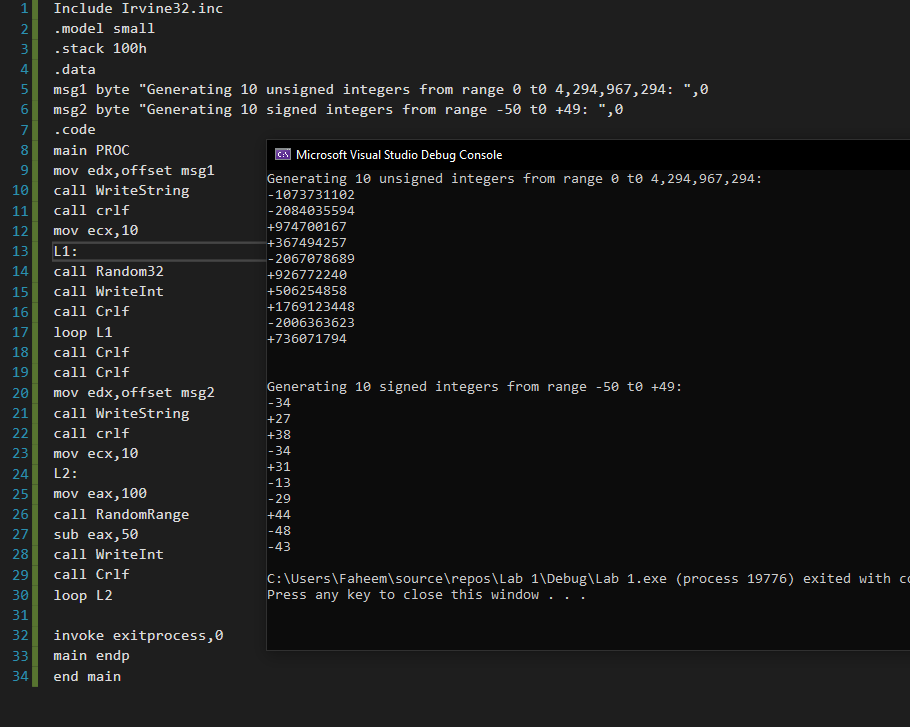 1 Include Irvine32.inc
2 .model small
3 .stack 100h
4 .data
5 msg1 byte "Generating 10 unsigned integers from range 0 t0 4,294,967,294: ",0
6 msg2 byte "Generating 10 signed integers from range -50 t0 +49: ",0
7 .code
8 main PROC
9 mov edx,offset msg1
10 call WriteString
11 call crlf
12 mov ecx,10
13 L1:
14 call Random32
15 call WriteInt
16 call Crlf
17 loop L1
18 call Crlf
19 call Crlf
20 mov edx,offset msg2
21 call WriteString
22 call crlf
23 mov ecx,10
24 L2:
25 mov eax,100
26 call RandomRange
27 sub eax,50
28 call WriteInt
29 call Crlf
30 loop L2
31
32 invoke exitprocess,0
33 main endp
34 end main
C:\ Microsoft Visual Studio Debug Console
Generating 10 unsigned integers from range 0 t0 4,294,967,294:
-1073731102
-2084035594
+974700167
+367494257
-2067078689
+926772240
+506254858
+1769123448
-2006363623
+736071794
Generating 10 signed integers from range -50 t0 +49:
-34
+27
+38
-34
+31
-13
-29
+44
-48
-43
C:\Users\Faheem\source\repos\Lab 1\Debug\Lab 1.exe (process 19776) exited with
Press any key to close this window . . .